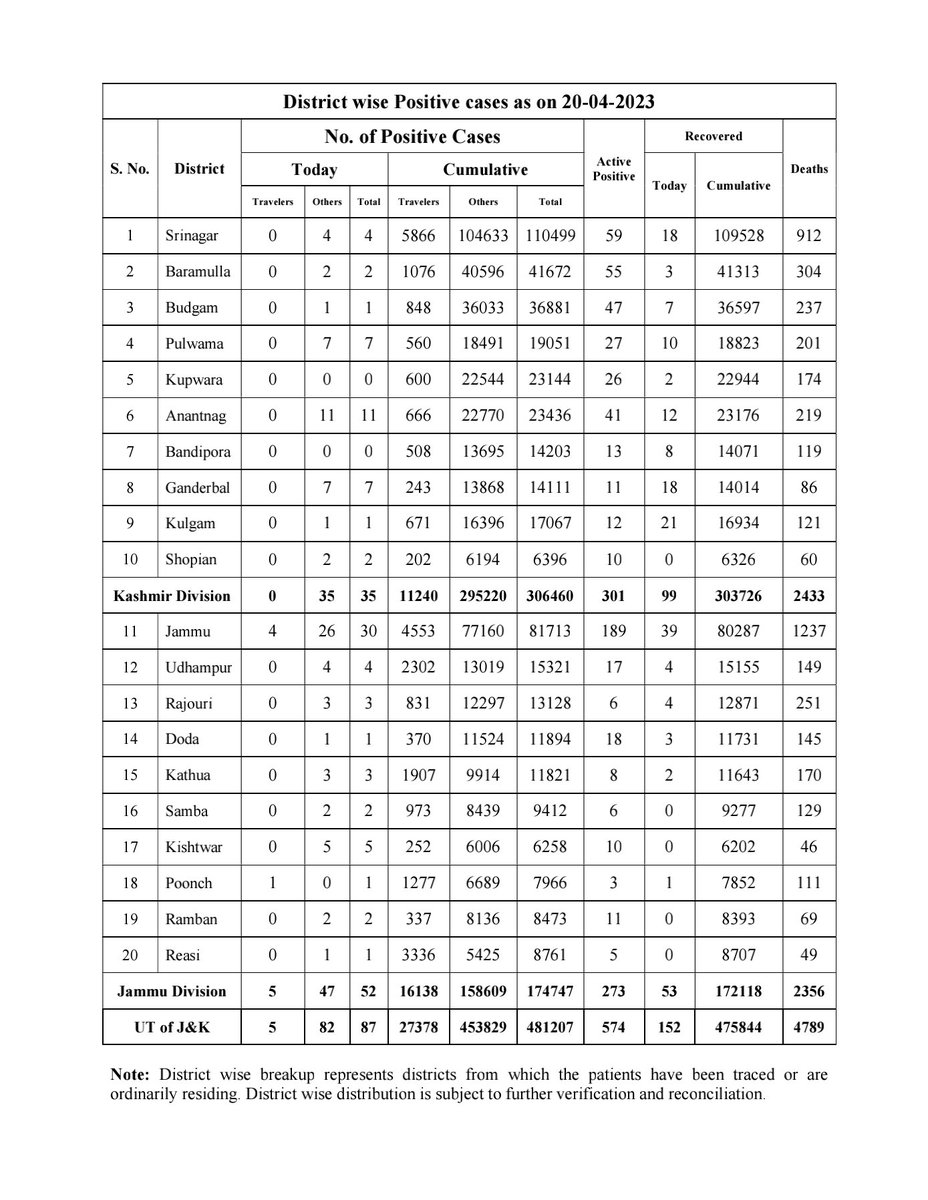 District wise Positive cases as on 20-04-2023
S. No. District No. of Positive Cases Active Positive Recovered Deaths
Today Cumulative Today Cumulative
Travelers Others Total Travelers Others Total
1 Srinagar 0 4 4 5866 104633 110499 59 18 109528 912
2 Baramulla 0 2 2 1076 40596 41672 55 3 41313 304
3 Budgam 0 1 1 848 36033 36881 47 7 36597 237
4 Pulwama 0 7 7 560 18491 19051 27 10 18823 201
5 Kupwara 0 0 0 600 22544 23144 26 2 22944 174
6 Anantnag 0 11 11 666 22770 23436 41 12 23176 219
7 Bandipora 0 0 0 508 13695 14203 13 8 14071 119
8 Ganderbal 0 7 7 243 13868 14111 11 18 14014 86
9 Kulgam 0 1 1 671 16396 17067 12 21 16934 121
10 Shopian 0 2 2 202 6194 6396 10 0 6326 60
Kashmir Division 0 35 35 11240 295220 306460 301 99 303726 2433
11 Jammu 4 26 30 4553 77160 81713 189 39 80287 1237
12 Udhampur 0 4 4 2302 13019 15321 17 4 15155 149
13 Rajouri 0 3 3 831 12297 13128 6 4 12871 251
14 Doda 0 1 1 370 11524 11894 18 3 11731 145
15 Kathua 0 3 3 1907 9914 11821 8 2 11643 170
16 Samba 0 2 2 973 8439 9412 6 0 9277 129
17 Kishtwar 0 5 5 252 6006 6258 10 0 6202 46
18 Poonch 1 0 1 1277 6689 7966 3 1 7852 111
19 Ramban 0 2 2 337 8136 8473 11 0 8393 69
20 Reasi 0 1 1 3336 5425 8761 5 0 8707 49
Jammu Division 5 47 52 16138 158609 174747 273 53 172118 2356
UT of J&K 5 82 87 27378 453829 481207 574 152 475844 4789
Note: District wise breakup represents districts from which the patients have been traced or are
ordinarily residing. District wise distribution is subject to further verification and reconciliation.